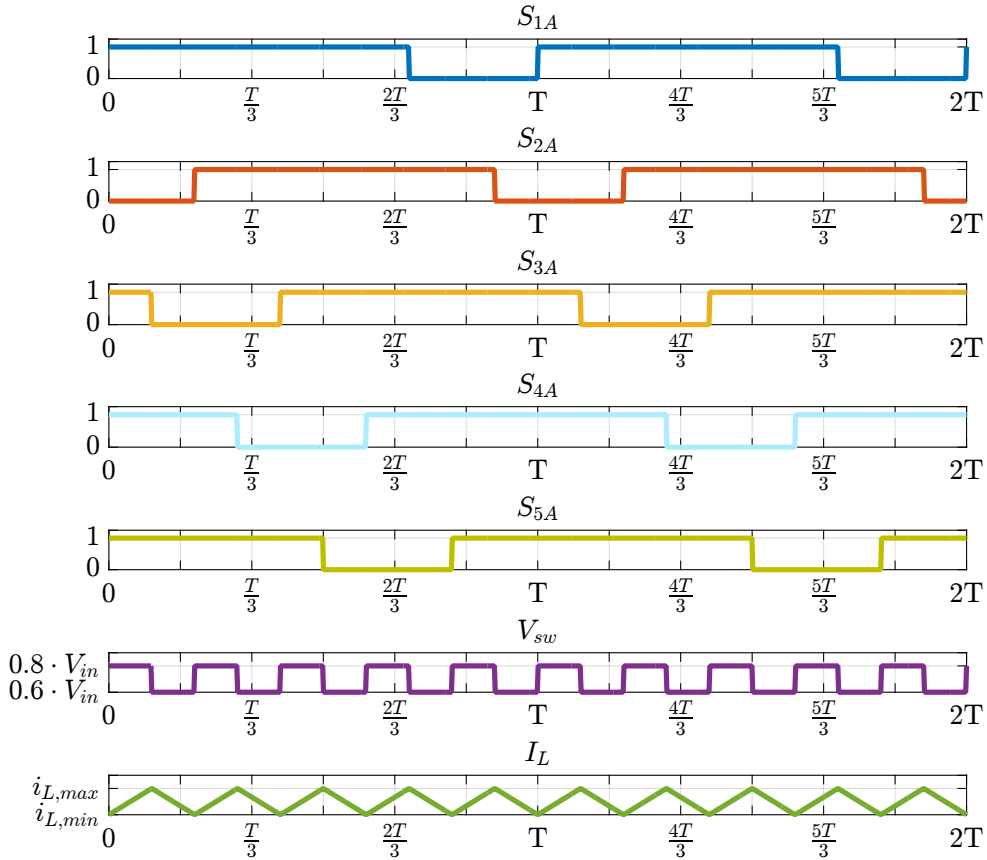 S1A
1
0
0 T/3 2T/3 T 4T/3 5T/3 2T
S2A
1
0
0 T/3 2T/3 T 4T/3 5T/3 2T
S3A
1
0
0 T/3 2T/3 T 4T/3 5T/3 2T
S4A
1
0
0 T/3 2T/3 T 4T/3 5T/3 2T
S5A
1
0
0 T/3 2T/3 T 4T/3 5T/3 2T
Vsw
0.8 · Vin
0.6 · Vin
0 T/3 2T/3 T 4T/3 5T/3 2T
IL
iL,max
iL,min
0 T/3 2T/3 T 4T/3 5T/3 2T